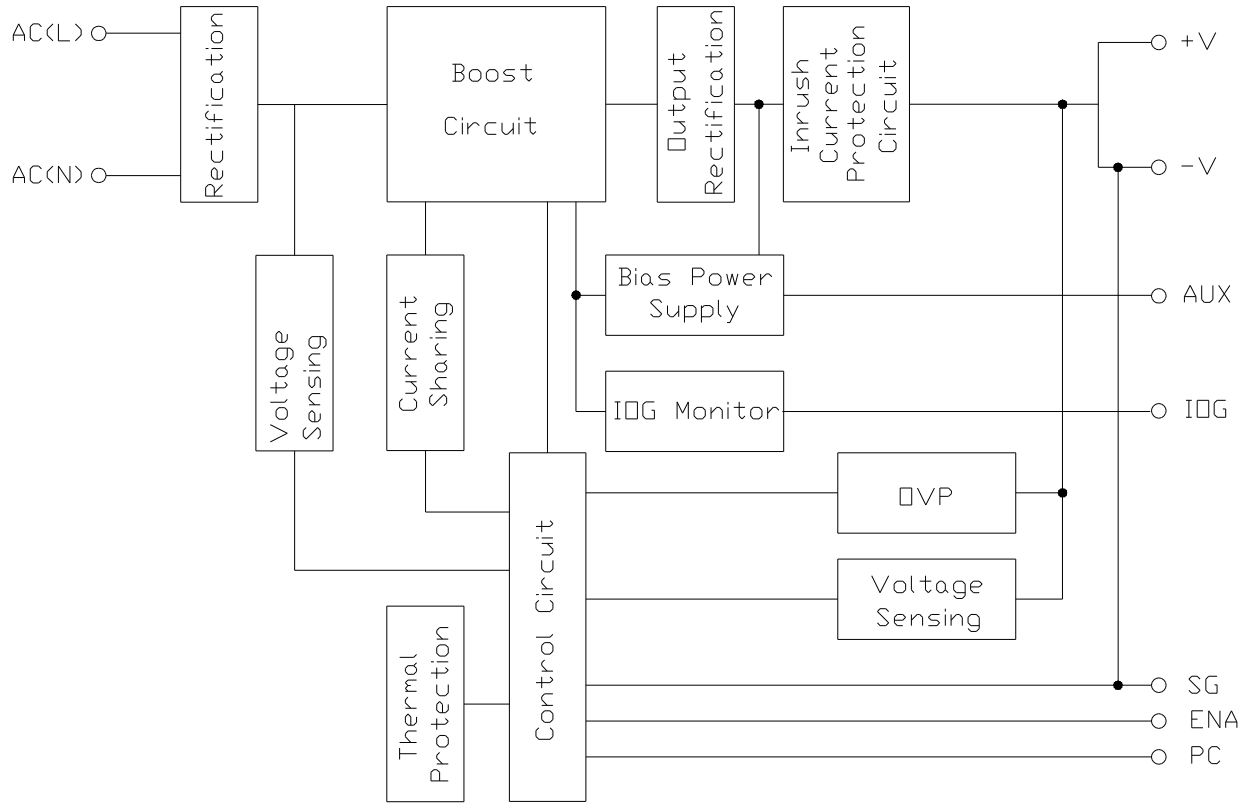 AC(L)
AC(N)
Rectification
Boost
Circuit
Output
Rectification
Inrush
Current
Protection
Circuit
+V
-V
Voltage
Sensing
Current
Sharing
Bias Power
Supply
AUX
IOG Monitor
IOG
Control Circuit
OVP
Voltage
Sensing
Thermal
Protection
SG
ENA
PC